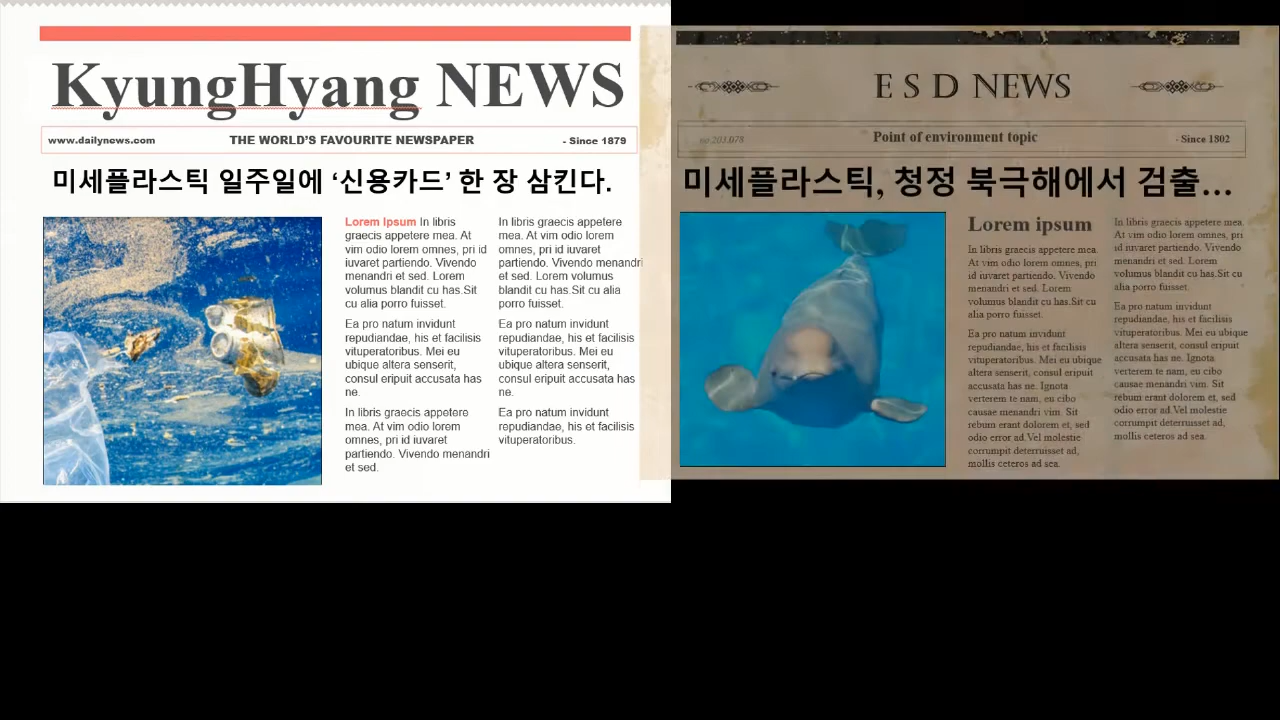 KyungHyang NEWS
www.dailynews.com THE WORLD'S FAVOURITE NEWSPAPER - Since 1879
미세플라스틱 일주일에 ‘신용카드’ 한 장 삼킨다.
Lorem Ipsum In libris
graecis appetere mea. At
vim odio lorem omnes, pri id
iuvaret partiendo. Vivendo
menandri et sed. Lorem
volumus blandit cu has.Sit
cu alia porro fuisset.
Ea pro natum invidunt
repudiandae, his et facilisis
vituperatoribus. Mei eu
ubique altera senserit,
consul eripuit accusata has
ne.
In libris graecis appetere
mea. At vim odio lorem
omnes, pri id iuvaret
partiendo. Vivendo menandri
et sed.
In libris graecis appetere
mea. At vim odio lorem
omnes, pri id iuvaret
partiendo. Vivendo menandri
et sed. Lorem volumus
blandit cu has.Sit cu alia
porro fuisset.
Ea pro natum invidunt
repudiandae, his et facilisis
vituperatoribus. Mei eu
ubique altera senserit,
consul eripuit accusata has
ne.
Ea pro natum invidunt
repudiandae, his et facilisis
vituperatoribus.
E S D NEWS
vo 203.078 Point of environment topic - Since 1802
미세플라스틱, 청정 북극해에서 검출...
Lorem ipsum
In libris graecis appetere mea.
At vim odio lorem omnes, pri
id iuvaret partiendo. Vivendo
menandri et sed. Lorem
volumus blandit cu has.Sit cu
alia porro fuisset.
Ea pro natum invidunt
repudiandae, his et facilisis
vituperatoribus. Mei eu ubique
altera senserit, consul eripuit
accusata has ne. Ignota
verterem te nam, eu cibo
causae menandri vim. Sit
rebum erant dolorem et, sed
odio error ad.Vel molestie
corrumpit deterruisset ad,
mollis ceteros ad sea.
In libris graecis appetere mea.
At vim odio lorem omnes, pri
id iuvaret partiendo. Vivendo
menandri et sed. Lorem
volumus blandit cu has.Sit cu
alia porro fuisset.
Ea pro natum invidunt
repudiandae, his et facilisis
vituperatoribus. Mei eu ubique
altera senserit, consul eripuit
accusata has ne. Ignota
verterem te nam, eu cibo
causae menandri vim. Sit
rebum erant dolorem et, sed
odio error ad.Vel molestie
corrumpit deterruisset ad,
mollis ceteros ad sea.